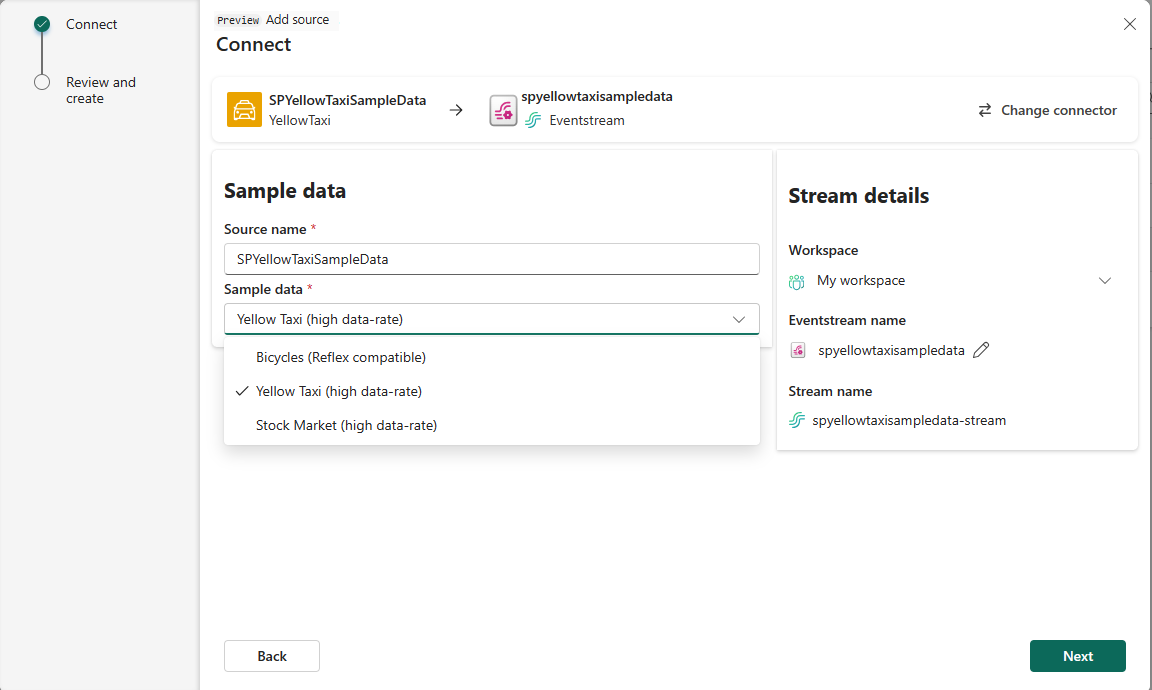 Connect
Review and
create
Preview Add source
Connect
SPYellowTaxiSampleData
YellowTaxi
spyellowtaxisampledata
Eventstream
Change connector
Sample data
Source name *
SPYellowTaxiSampleData
Sample data *
Yellow Taxi (high data-rate)
Bicycles (Reflex compatible)
Yellow Taxi (high data-rate)
Stock Market (high data-rate)
Stream details
Workspace
My workspace
Eventstream name
spyellowtaxisampledata
Stream name
spyellowtaxisampledata-stream
Back
Next